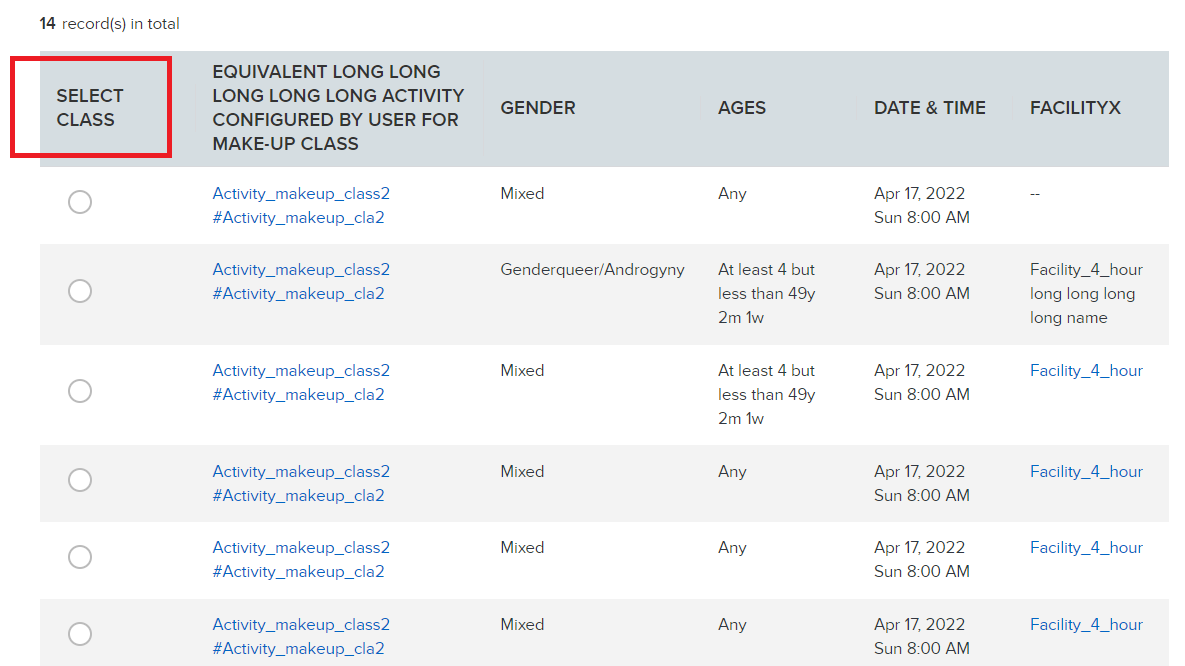 14 record(s) in total
SELECT
CLASS
EQUIVALENT LONG LONG
LONG LONG LONG ACTIVITY
CONFIGURED BY USER FOR
MAKE-UP CLASS
GENDER
AGES
DATE & TIME
FACILITYX
Activity_makeup_class2
#Activity_makeup_cla2
Mixed
Any
Apr 17, 2022
Sun 8:00 AM
--
Activity_makeup_class2
#Activity_makeup_cla2
Genderqueer/Androgyny
At least 4 but
less than 49y
2m 1w
Apr 17, 2022
Sun 8:00 AM
Facility_4_hour
long long long
long name
Activity_makeup_class2
#Activity_makeup_cla2
Mixed
At least 4 but
less than 49y
2m 1w
Apr 17, 2022
Sun 8:00 AM
Facility_4_hour
Activity_makeup_class2
#Activity_makeup_cla2
Mixed
Any
Apr 17, 2022
Sun 8:00 AM
Facility_4_hour
Activity_makeup_class2
#Activity_makeup_cla2
Mixed
Any
Apr 17, 2022
Sun 8:00 AM
Facility_4_hour
Activity_makeup_class2
#Activity_makeup_cla2
Mixed
Any
Apr 17, 2022
Sun 8:00 AM
Facility_4_hour